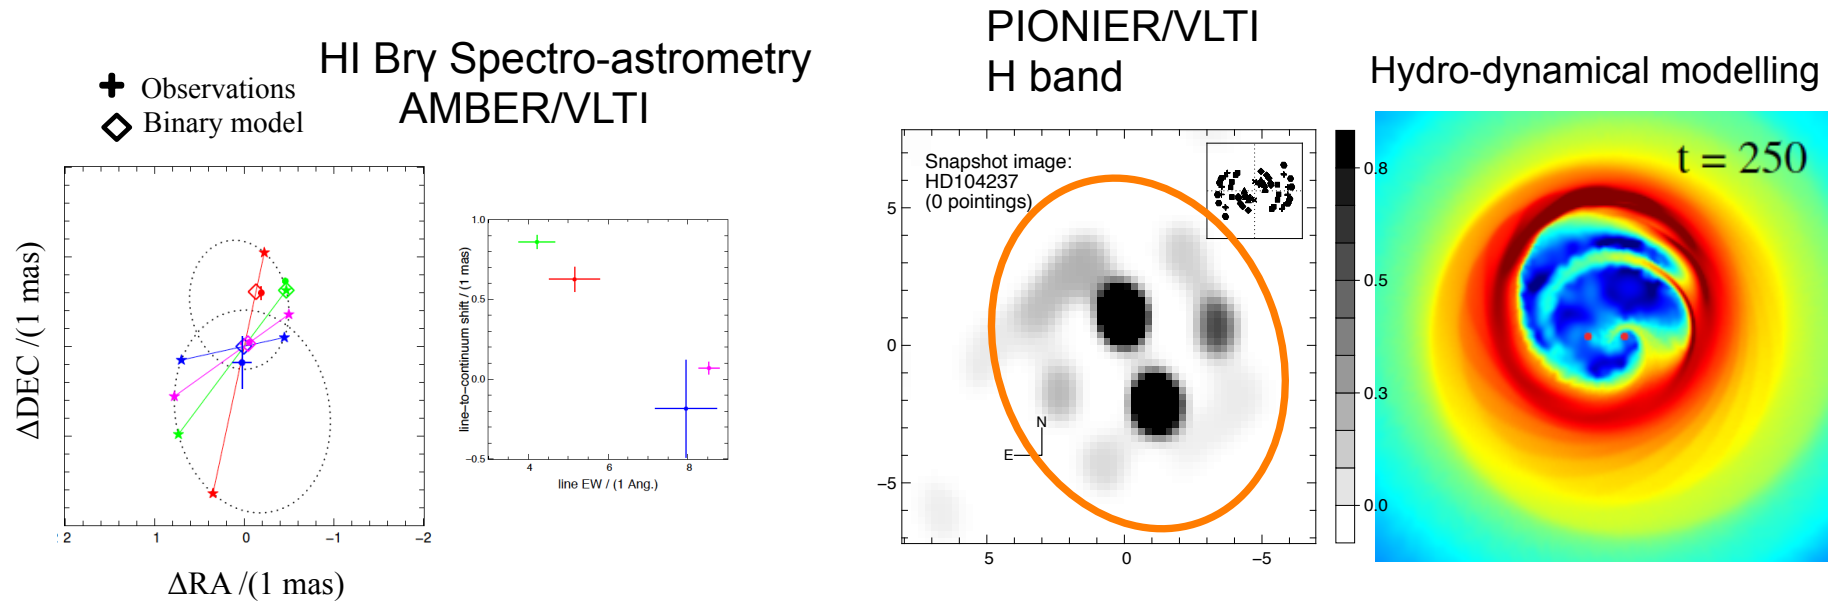 HI Brγ Spectro-astrometry
AMBER/VLTI
Observations
Binary model
ΔDEC /(1 mas)
2
1
0
−1
−2
ΔRA /(1 mas)
line−to−continuum shift / (1 mas)
1.0
0.5
0.0
−0.5
4
6
8
line EW / (1 Ang.)
PIONIER/VLTI
H band
Snapshot image:
HD104237
(0 pointings)
5
0
−5
N
E
5
0
−5
0.8
0.5
0.3
0.0
Hydro-dynamical modelling
t = 250